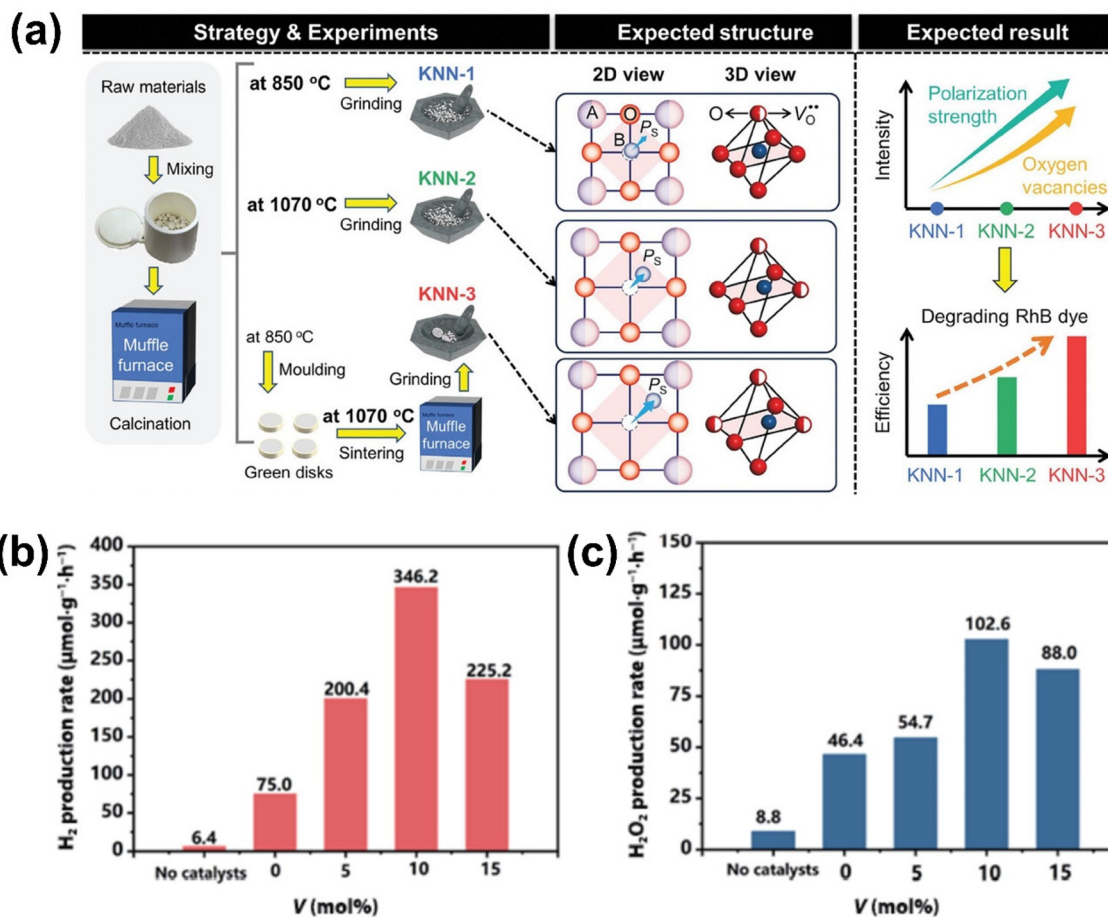 (a)
Strategy & Experiments
Expected structure
Expected result
Raw materials
Mixing
Muffle furnace
Muffle
furnace
Calcination
at 850 °C
Grinding
KNN-1
at 1070 °C
Grinding
KNN-2
at 850 °C
Moulding
Green disks
at 1070 °C
Sintering
Muffle furnace
Muffle
furnace
Grinding
KNN-3
2D view
3D view
A
O
B
PS
O
VO••
PS
PS
Intensity
Polarization
strength
Oxygen
vacancies
KNN-1 KNN-2 KNN-3
Degrading RhB dye
Efficiency
KNN-1 KNN-2 KNN-3
(b)
H2 production rate (μmol·g−1·h−1)
400
350
300
250
200
150
100
50
0
6.4
75.0
200.4
346.2
225.2
No catalysts 0 5 10 15
V (mol%)
(c)
H2O2 production rate (μmol·g−1·h−1)
150
125
100
75
50
25
0
8.8
46.4
54.7
102.6
88.0
No catalysts 0 5 10 15
V (mol%)